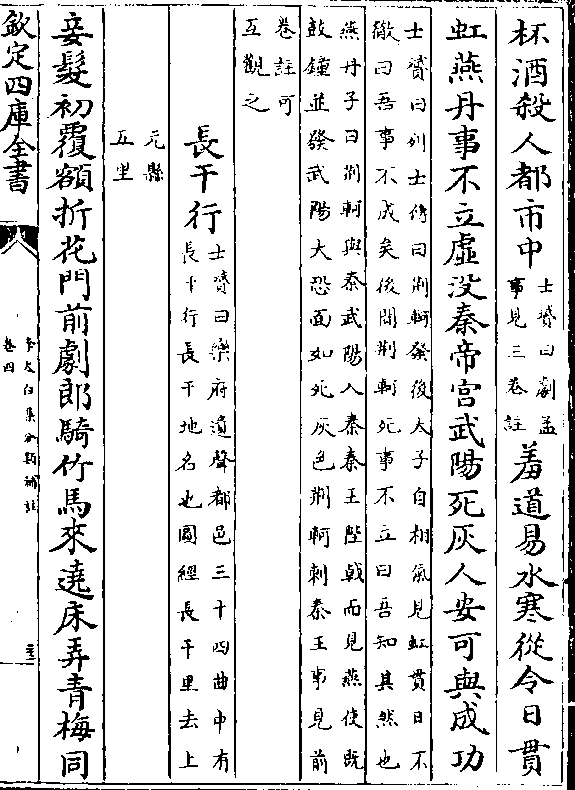 杯酒殺人都市中士贇曰劇孟事見三卷註羞道易水寒從令日貫
虹燕丹事不立虛没秦帝宫武陽死灰人安可與成功
士贇曰列士傳曰荆軻發後太子自相氣見虹貫日不
徹曰吾事不成矣後聞荆軻死事不立曰吾知其然也
燕丹子曰荆軻與秦武陽入秦秦王陛戟而見燕使既
鼓鐘並發武陽大恐面如死灰色荆軻刺秦王事見前
卷註可
互觀之
長干行士贇曰樂府遺聲都邑三十四曲中有
長干行長干地名也圖經長干里去上
元縣
五里
妾髮初覆額折花門前劇郎騎竹馬來遶床弄青梅同
欽定四庫全書
李太白集分類補註
卷四